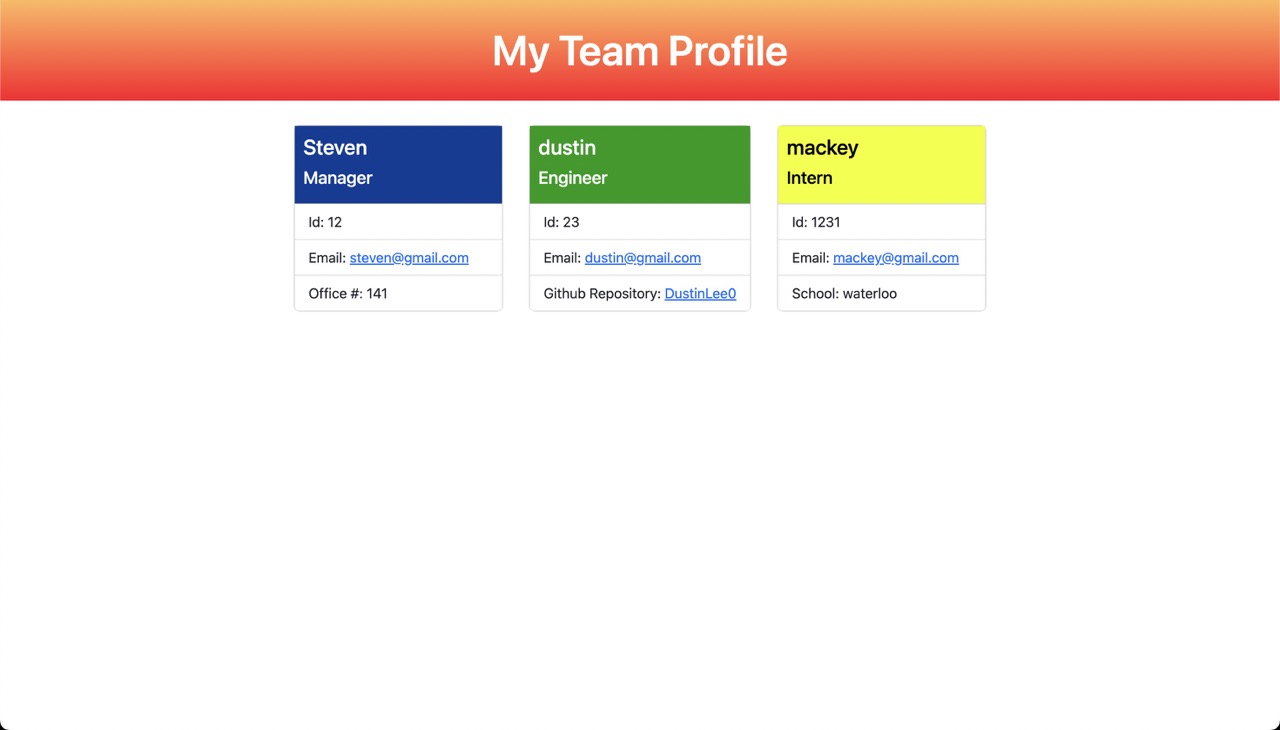 My Team Profile
Steven
Manager
Id: 12
Email: steven@gmail.com
Office #: 141
dustin
Engineer
Id: 23
Email: dustin@gmail.com
Github Repository: DustinLee0
mackey
Intern
Id: 1231
Email: mackey@gmail.com
School: waterloo